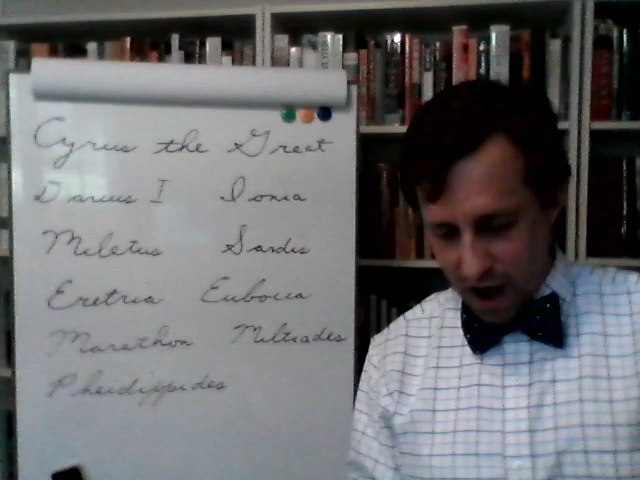 Cyrus the Great
Darius I Ionia
Miletus Sardis
Eretria Euboea
Marathon Miltiades
Pheidippides